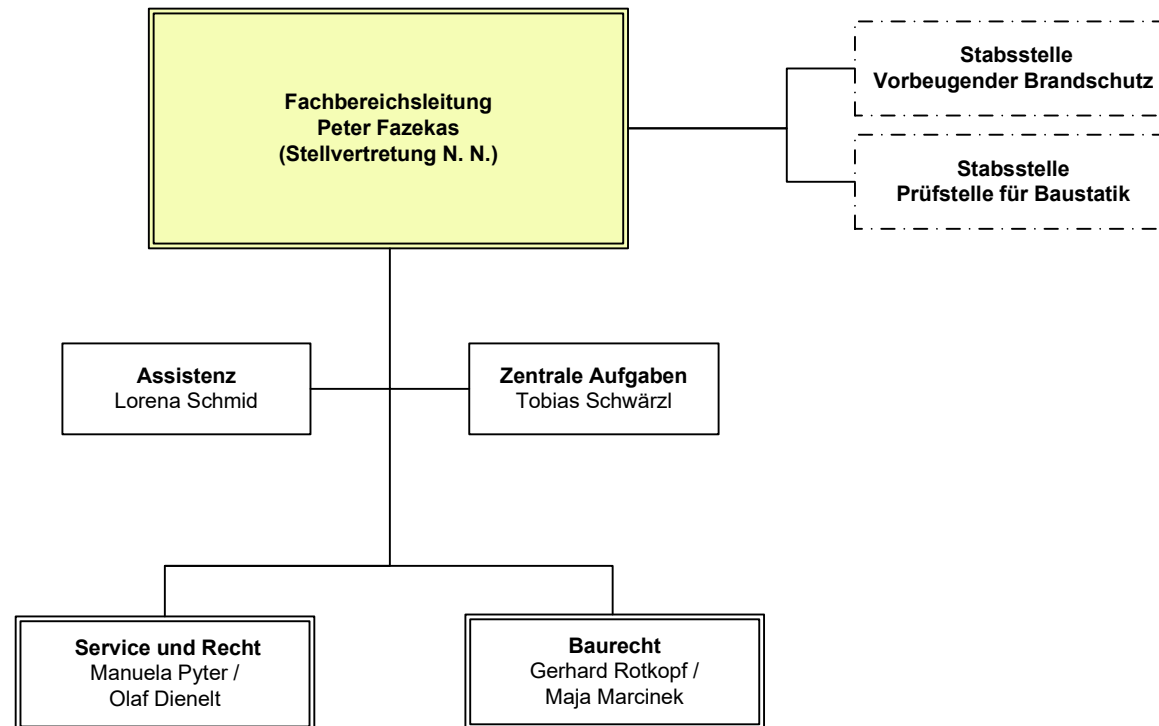 Fachbereichsleitung
Peter Fazekas
(Stellvertretung N. N.)
Stabsstelle
Vorbeugender Brandschutz
Stabsstelle
Prüfstelle für Baustatik
Assistenz
Lorena Schmid
Zentrale Aufgaben
Tobias Schwärzl
Service und Recht
Manuela Pyter /
Olaf Dienelt
Baurecht
Gerhard Rotkopf /
Maja Marcinek